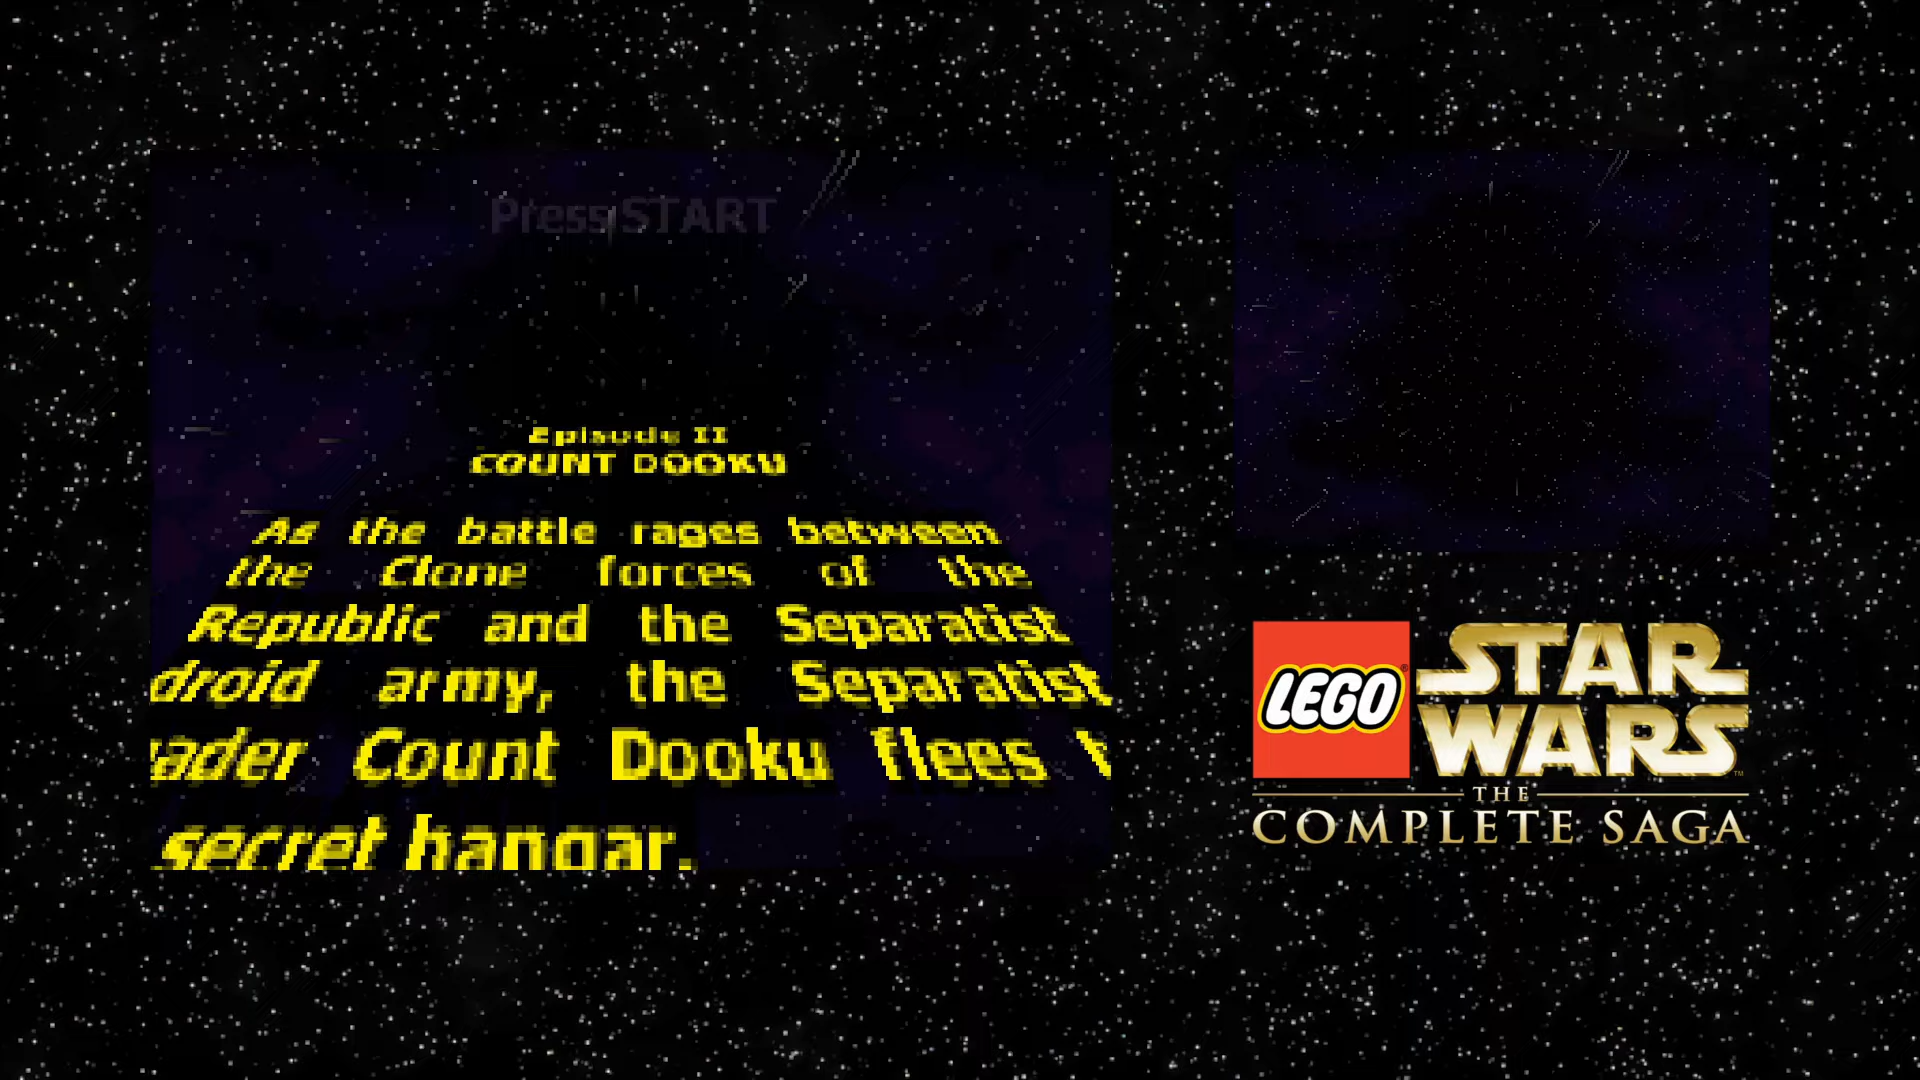 Press START
Episode II
COUNT DOOKU
As the battle rages between
the Clone forces of the
Republic and the Separatist
droid army, the Separatist
Count Dooku flees
secret hangar.
LEGO®
STAR
WARS™
THE
COMPLETE SAGA